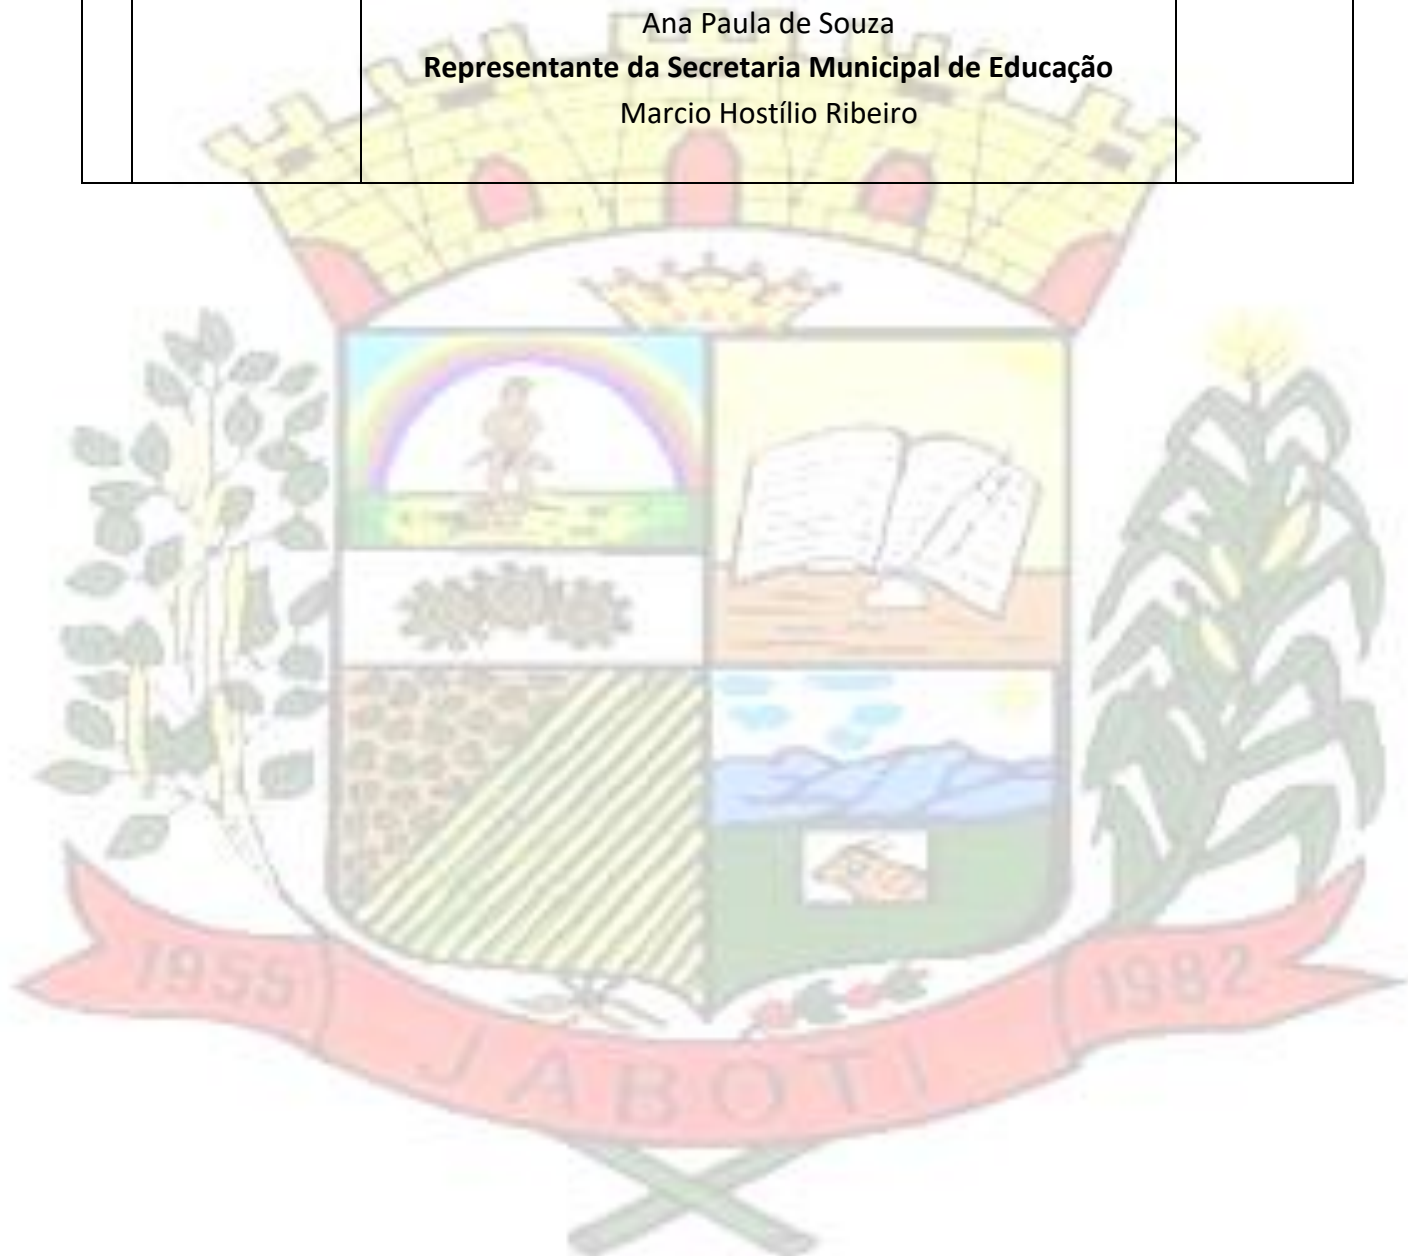 Ana Paula de Souza
Representante da Secretaria Municipal de Educação
Marcio Hostílio Ribeiro
1955
1982
JABOTI